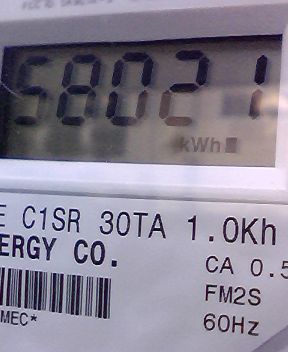 58021
kWh
E C1SR 30TA 1.0Kh
ERGY CO.
CA 0.5
FM2S
MEC*
60Hz